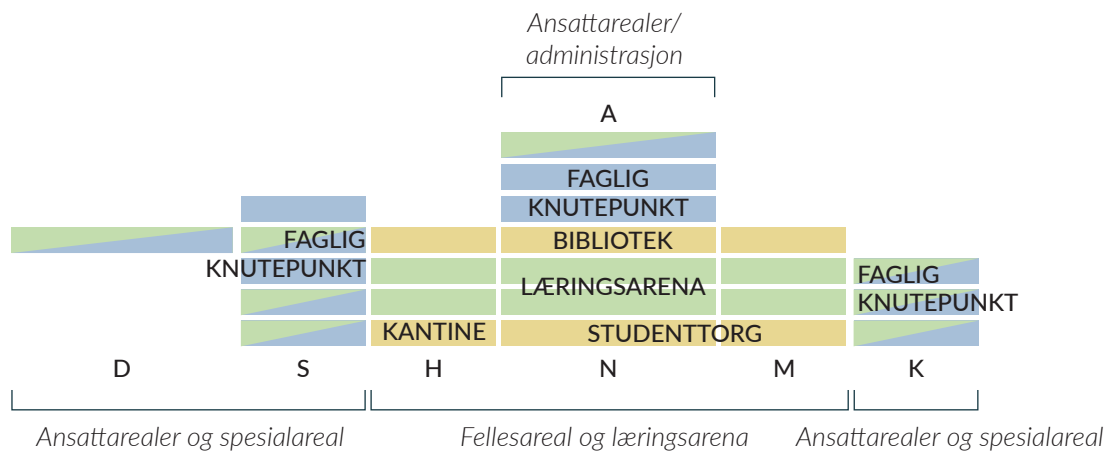 Ansattarealer/
administrasjon
A
FAGLIG
KNUTEPUNKT
FAGLIG
BIBLIOTEK
KNUTEPUNKT
LÆRINGSARENA
FAGLIG
KNUTEPUNKT
KANTINE
STUDENTTORG
D
S
H
N
M
K
Ansattarealer og spesialareal
Fellesareal og læringsarena
Ansattarealer og spesialareal